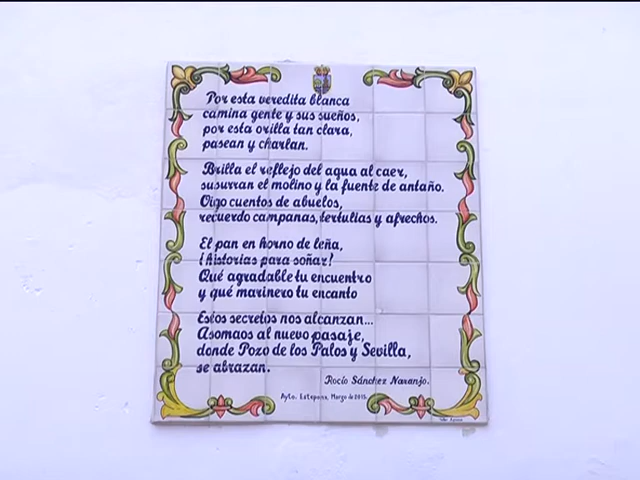 Por esta veredita blanca
camina gente y sus sueños,
por esta orilla tan clara,
pasean y charlan.
Brilla el reflejo del agua al caer,
susurran el molino y la fuente de antaño.
Oigo cuentos de abuelos,
recuerdo campanas, tertulias y afrechos.
El pan en horno de leña,
¡historias para soñar!
Qué agradable tu encuentro
y qué marinero tu encanto
Estos secretos nos alcanzan...
Asomaos al nuevo pasaje,
donde Pozo de los Palos y Sevilla,
se abrazan.
Rocío Sánchez Naranjo.
Ayto. Estepona, Marzo de 2015.